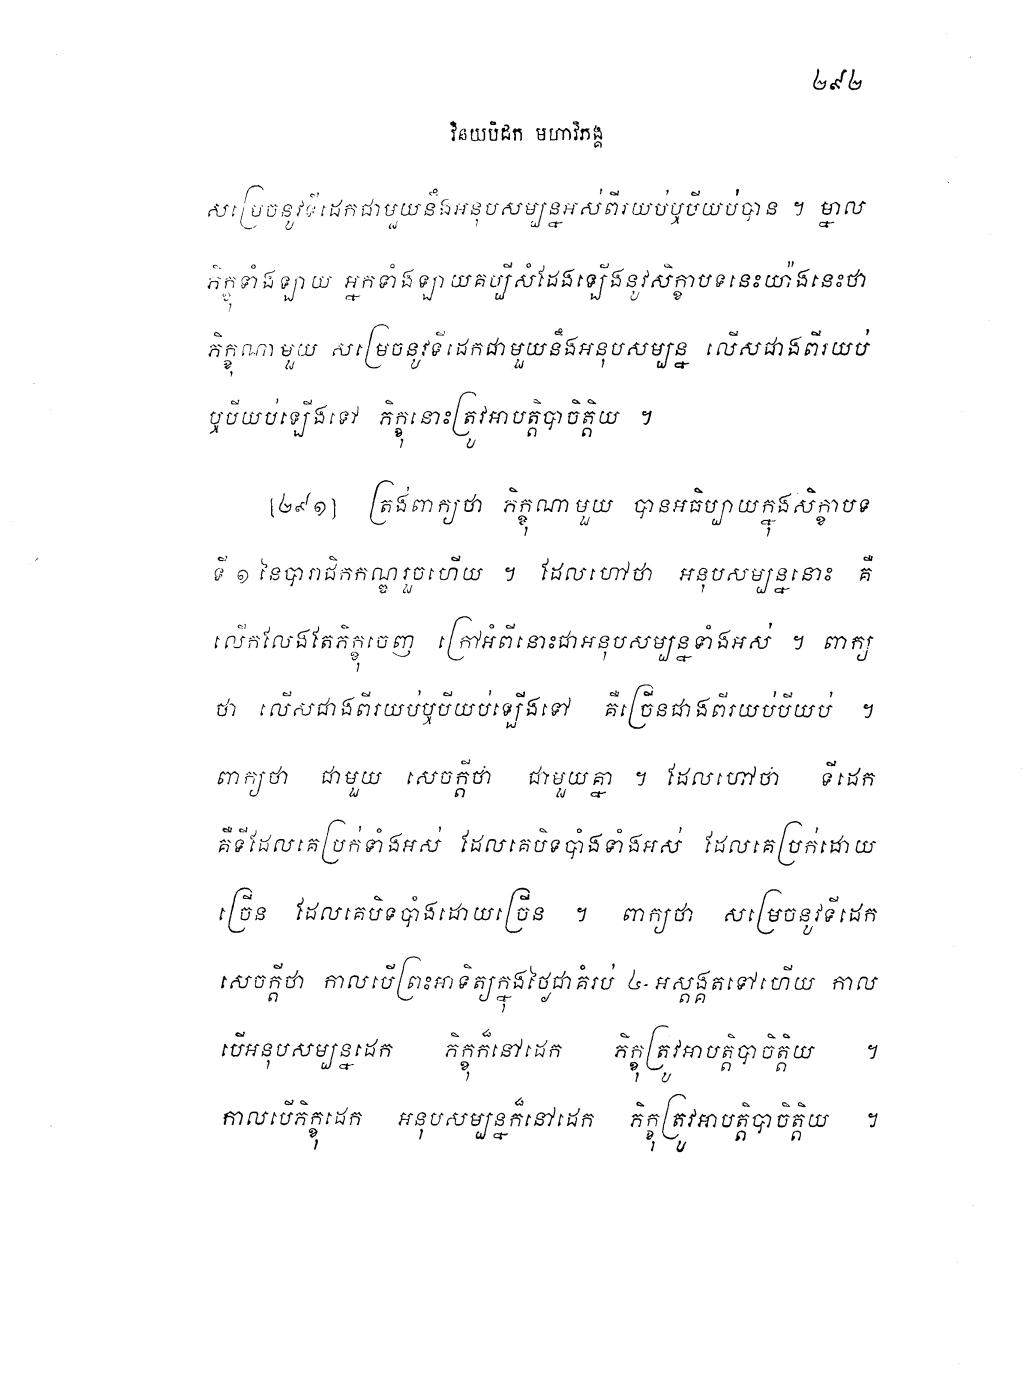 ២៩២
វិនយបិដក មហាវិភង្គ
សម្រេចនូវទីដេកជាមួយនឹងអនុបសម្បន្នអស់ពីរយប់ឬបីយប់បាន ។ ម្នាល
ភិក្ខុទាំងឡាយ អ្នកទាំងឡាយគប្បីសំដែងឡើងនូវសិក្ខាបទនេះយ៉ាងនេះថា
ភិក្ខុណាមួយ សម្រេចនូវទីដេកជាមួយនឹងអនុបសម្បន្ន លើសជាងពីរយប់
ឬបីយប់ឡើងទៅ ភិក្ខុនោះត្រូវអាបត្តិបាចិត្តិយ ។
[២៩១] ត្រង់ពាក្យថា ភិក្ខុណាមួយ បានអធិប្បាយក្នុងសិក្ខាបទ
ទី ១ នៃបារាជិកកណ្ឌរួចហើយ ។ ដែលហៅថា អនុបសម្បន្ននោះ គឺ
លើកលែងតែភិក្ខុចេញ ក្រៅអំពីនោះជាអនុបសម្បន្នទាំងអស់ ។ ពាក្យ
ថា លើសជាងពីរយប់ឬបីយប់ឡើងទៅ គឺច្រើនជាងពីរយប់បីយប់ ។
ពាក្យថា ជាមួយ សេចក្តីថា ជាមួយគ្នា ។ ដែលហៅថា ទីដេក
គឺទីដែលគេប្រក់ទាំងអស់ ដែលគេបិទបាំងទាំងអស់ ដែលគេប្រក់ដោយ
ច្រើន ដែលគេបិទបាំងដោយច្រើន ។ ពាក្យថា សម្រេចនូវទីដេក
សេចក្តីថា កាលបើព្រះអាទិត្យក្នុងថ្ងៃជាគំរប់ ៤ អស្តង្គតទៅហើយ កាល
បើអនុបសម្បន្នដេក ភិក្ខុក៏នៅដេក ភិក្ខុត្រូវអាបត្តិបាចិត្តិយ ។
កាលបើភិក្ខុដេក អនុបសម្បន្នក៏នៅដេក ភិក្ខុត្រូវអាបត្តិបាចិត្តិយ ។